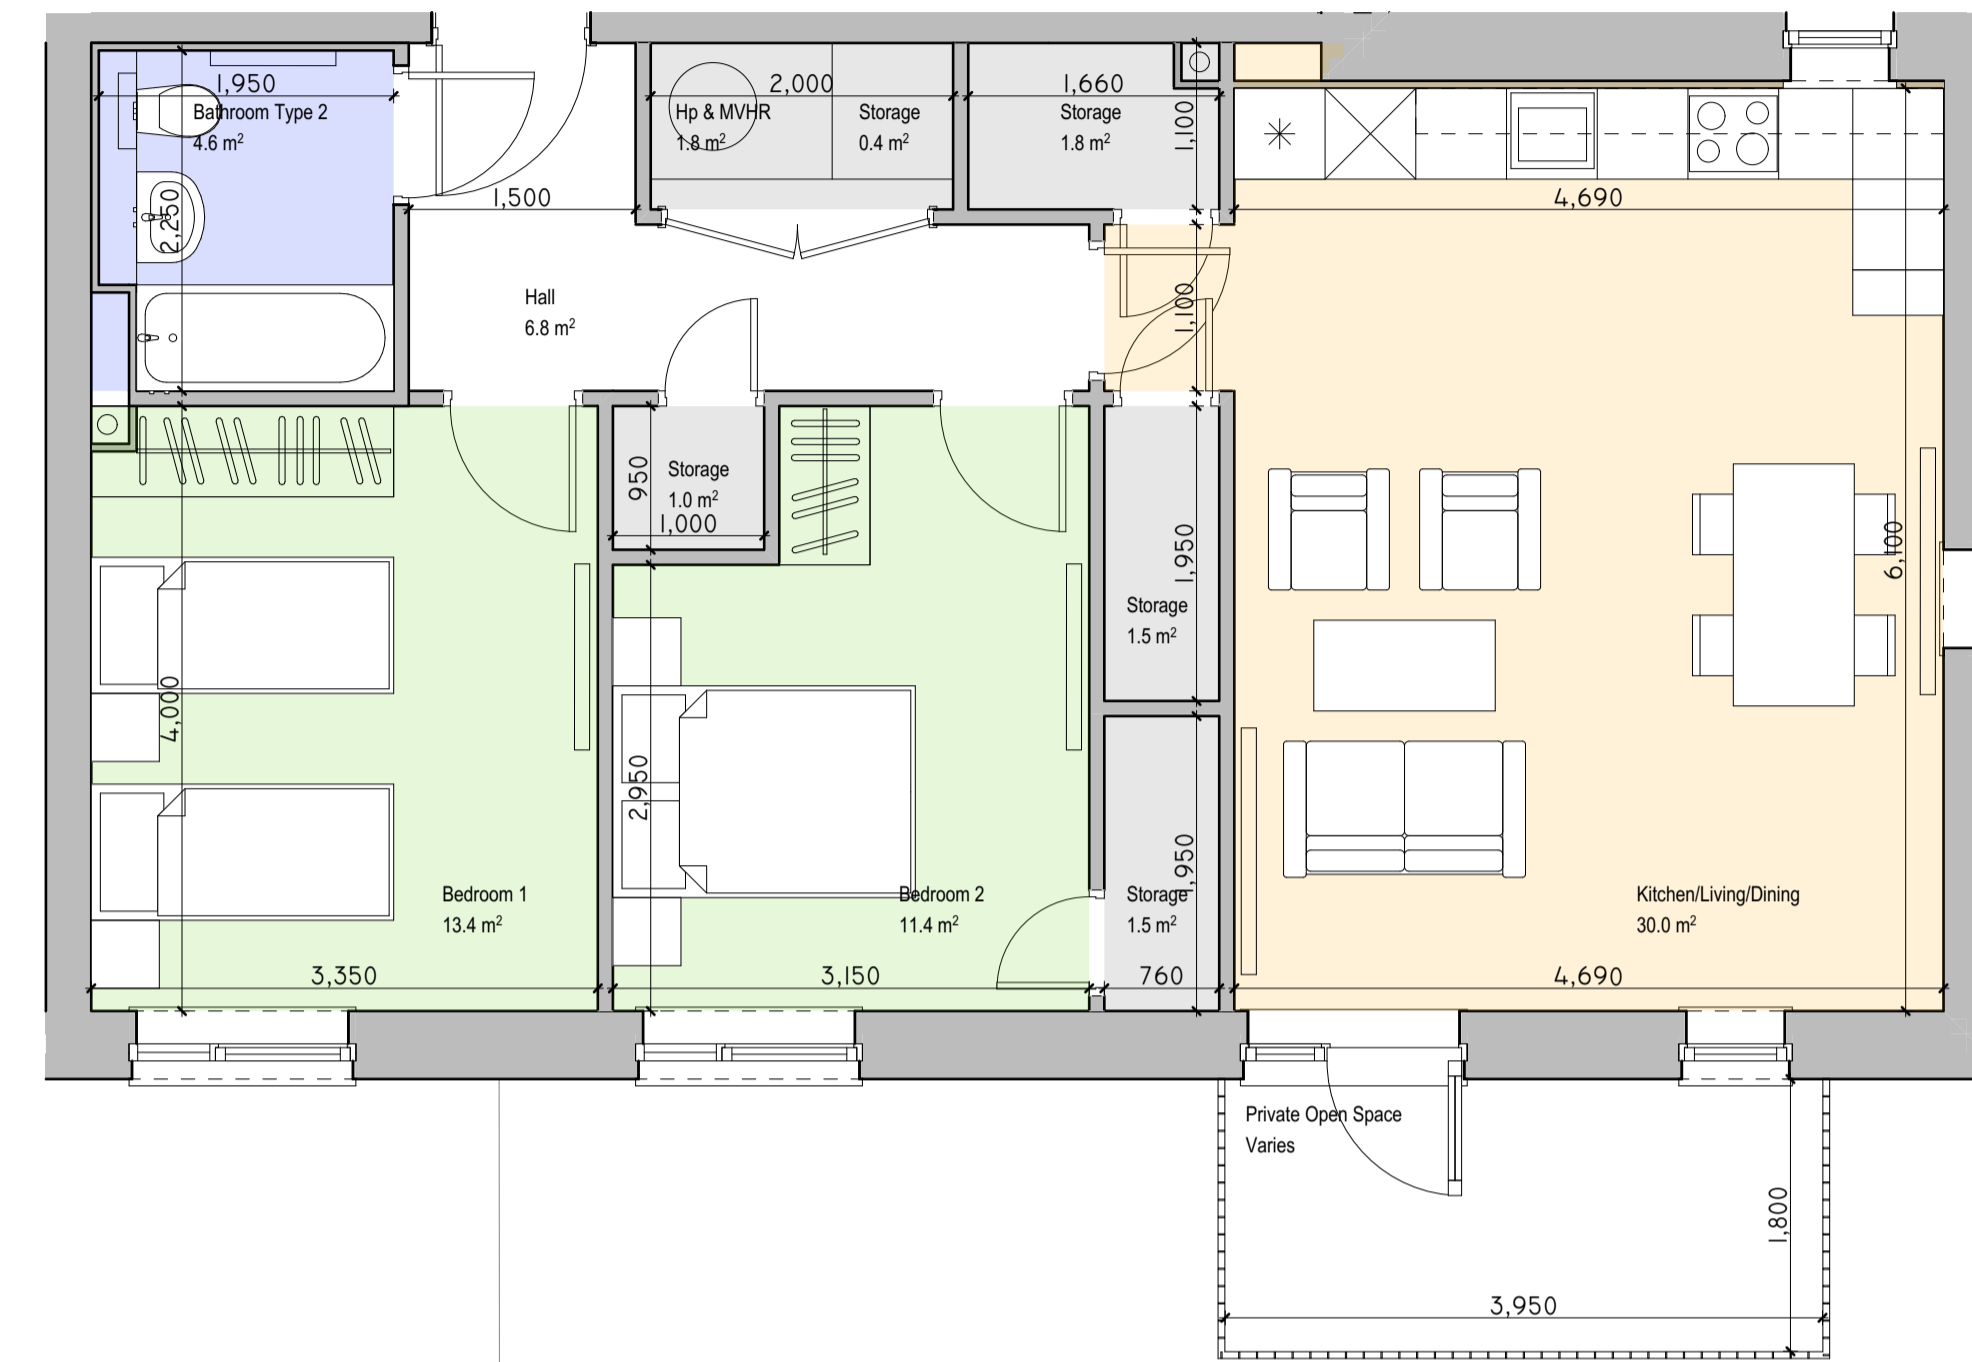 1,950
Bathroom Type 2
4.6 m²
2,250
1,500
2,000
Hp & MVHR
1.8 m²
Storage
0.4 m²
1,660
Storage
1.8 m²
1,100
4,690
Hall
6.8 m²
1,100
950
Storage
1.0 m²
1,000
1,950
Storage
1.5 m²
6,100
4,000
2,950
1,950
Bedroom 1
13.4 m²
Bedroom 2
11.4 m²
Storage
1.5 m²
Kitchen/Living/Dining
30.0 m²
3,350
3,150
760
4,690
Private Open Space
Varies
1,800
3,950